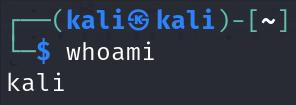 ┌──(kali㉿kali)-[~]
└─$ whoami
kali